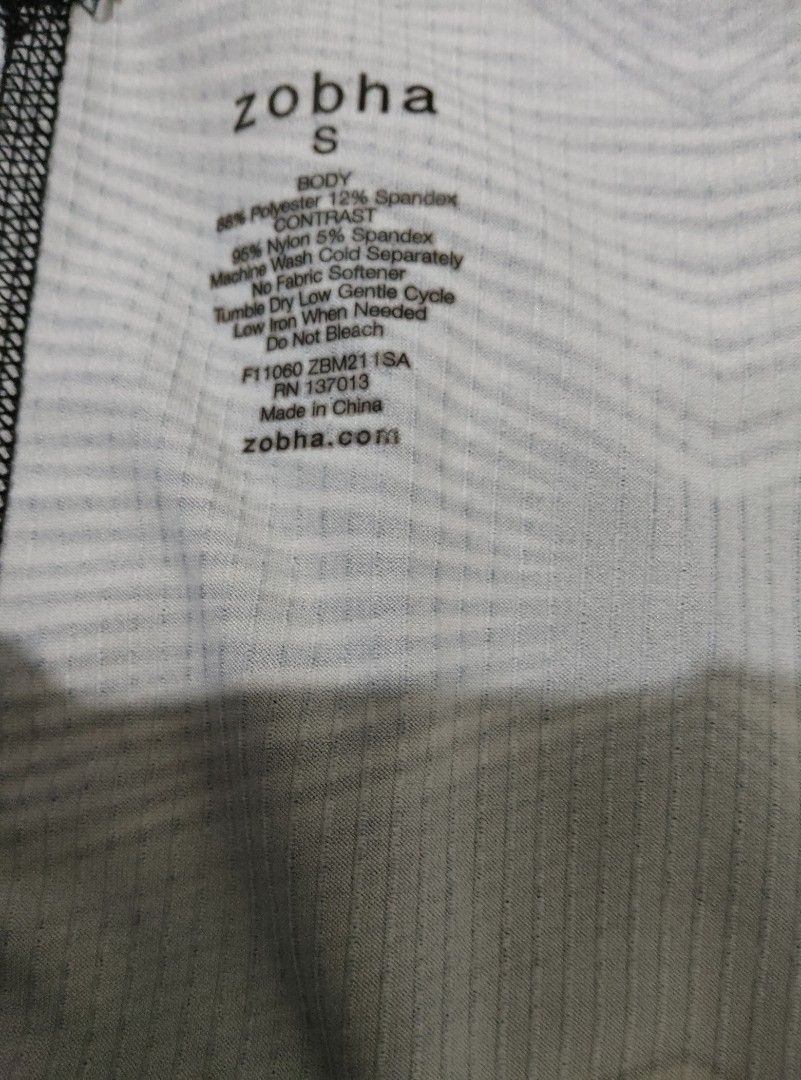 zobha
S
BODY
88% Polyester 12% Spandex
CONTRAST
95% Nylon 5% Spandex
Machine Wash Cold Separately
No Fabric Softener
Tumble Dry Low Gentle Cycle
Low Iron When Needed
Do Not Bleach
F11060 ZBM211SA
RN 137013
Made in China
zobha.com